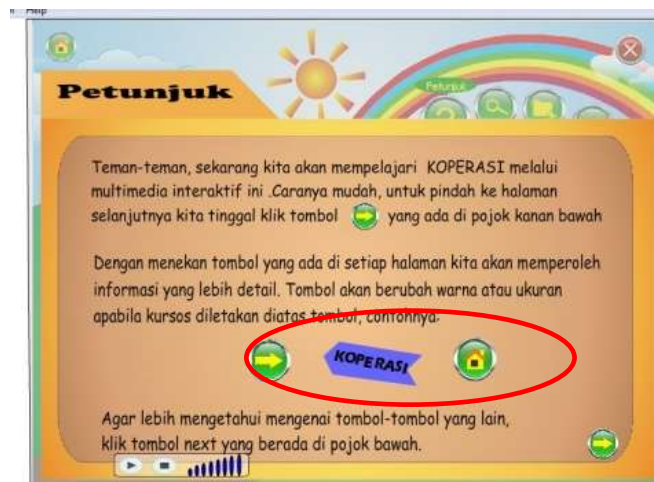 Help
Petunjuk
Petunjuk
Teman-teman, sekarang kita akan mempelajari KOPERASI melalui
multimedia interaktif ini .Caranya mudah, untuk pindah ke halaman
selanjutnya kita tinggal klik tombol yang ada di pojok kanan bawah
Dengan menekan tombol yang ada di setiap halaman kita akan memperoleh
informasi yang lebih detail. Tombol akan berubah warna atau ukuran
apabila kursos diletakan diatas tombol, contohnya:
KOPERASI
Agar lebih mengetahui mengenai tombol-tombol yang lain,
klik tombol next yang berada di pojok bawah.